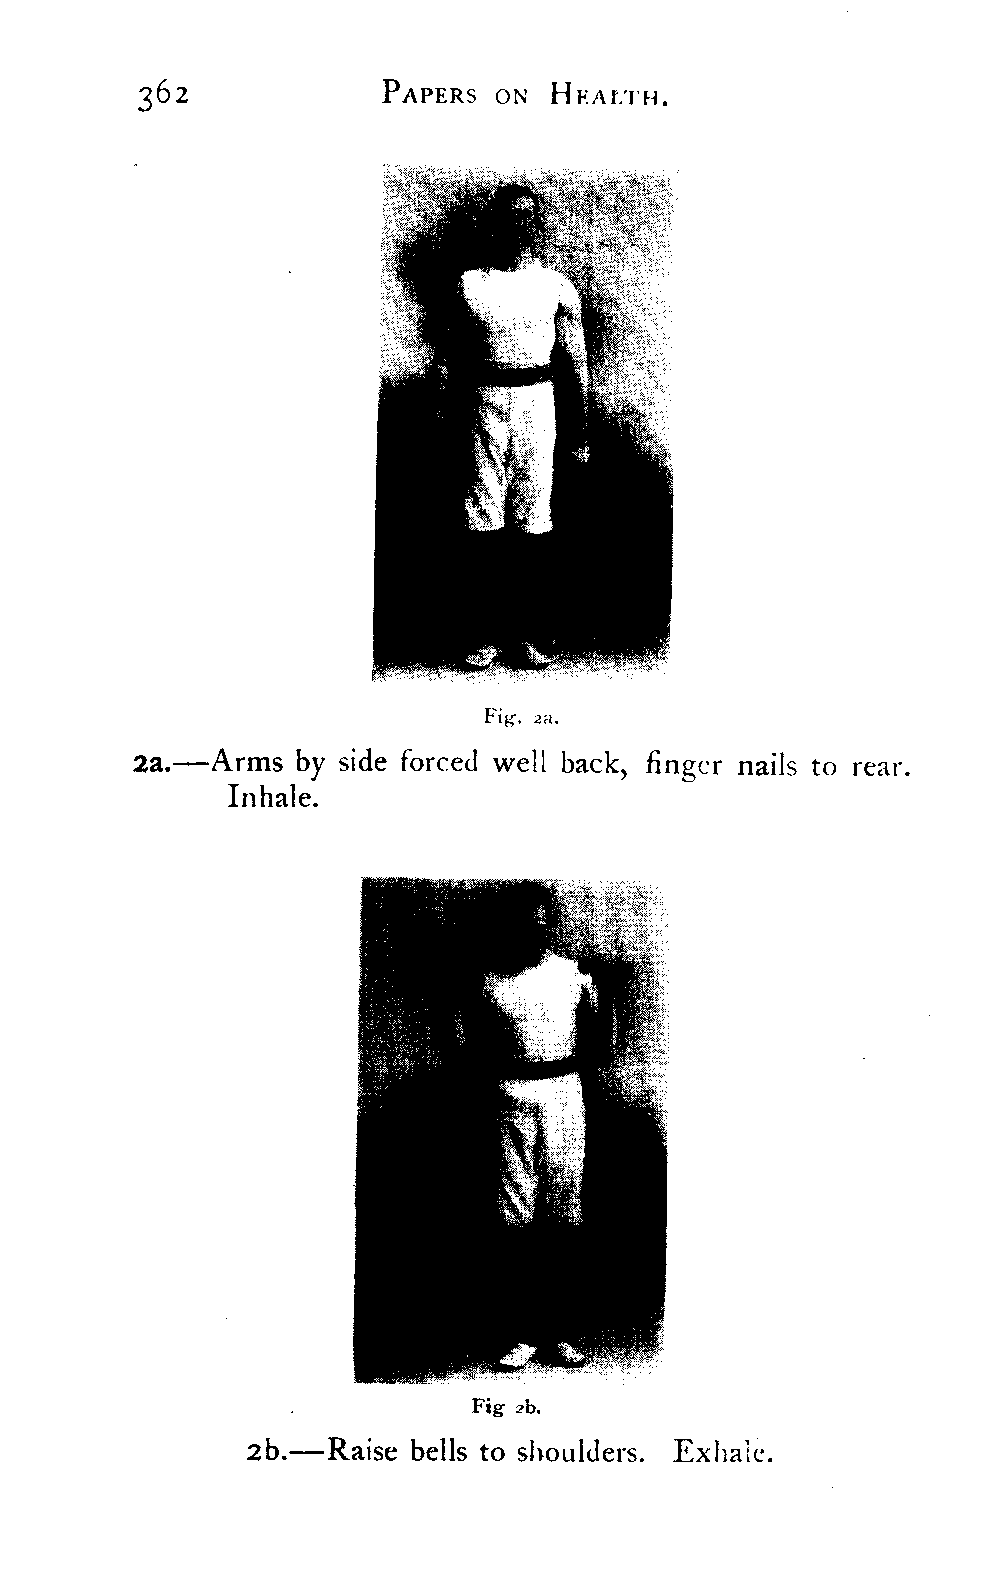 362 PAPERS ON HEALTH.
Fig. 2a.
2a.—Arms by side forced well back, finger nails to rear.
Inhale.
Fig 2b.
2b.—Raise bells to shoulders. Exhale.